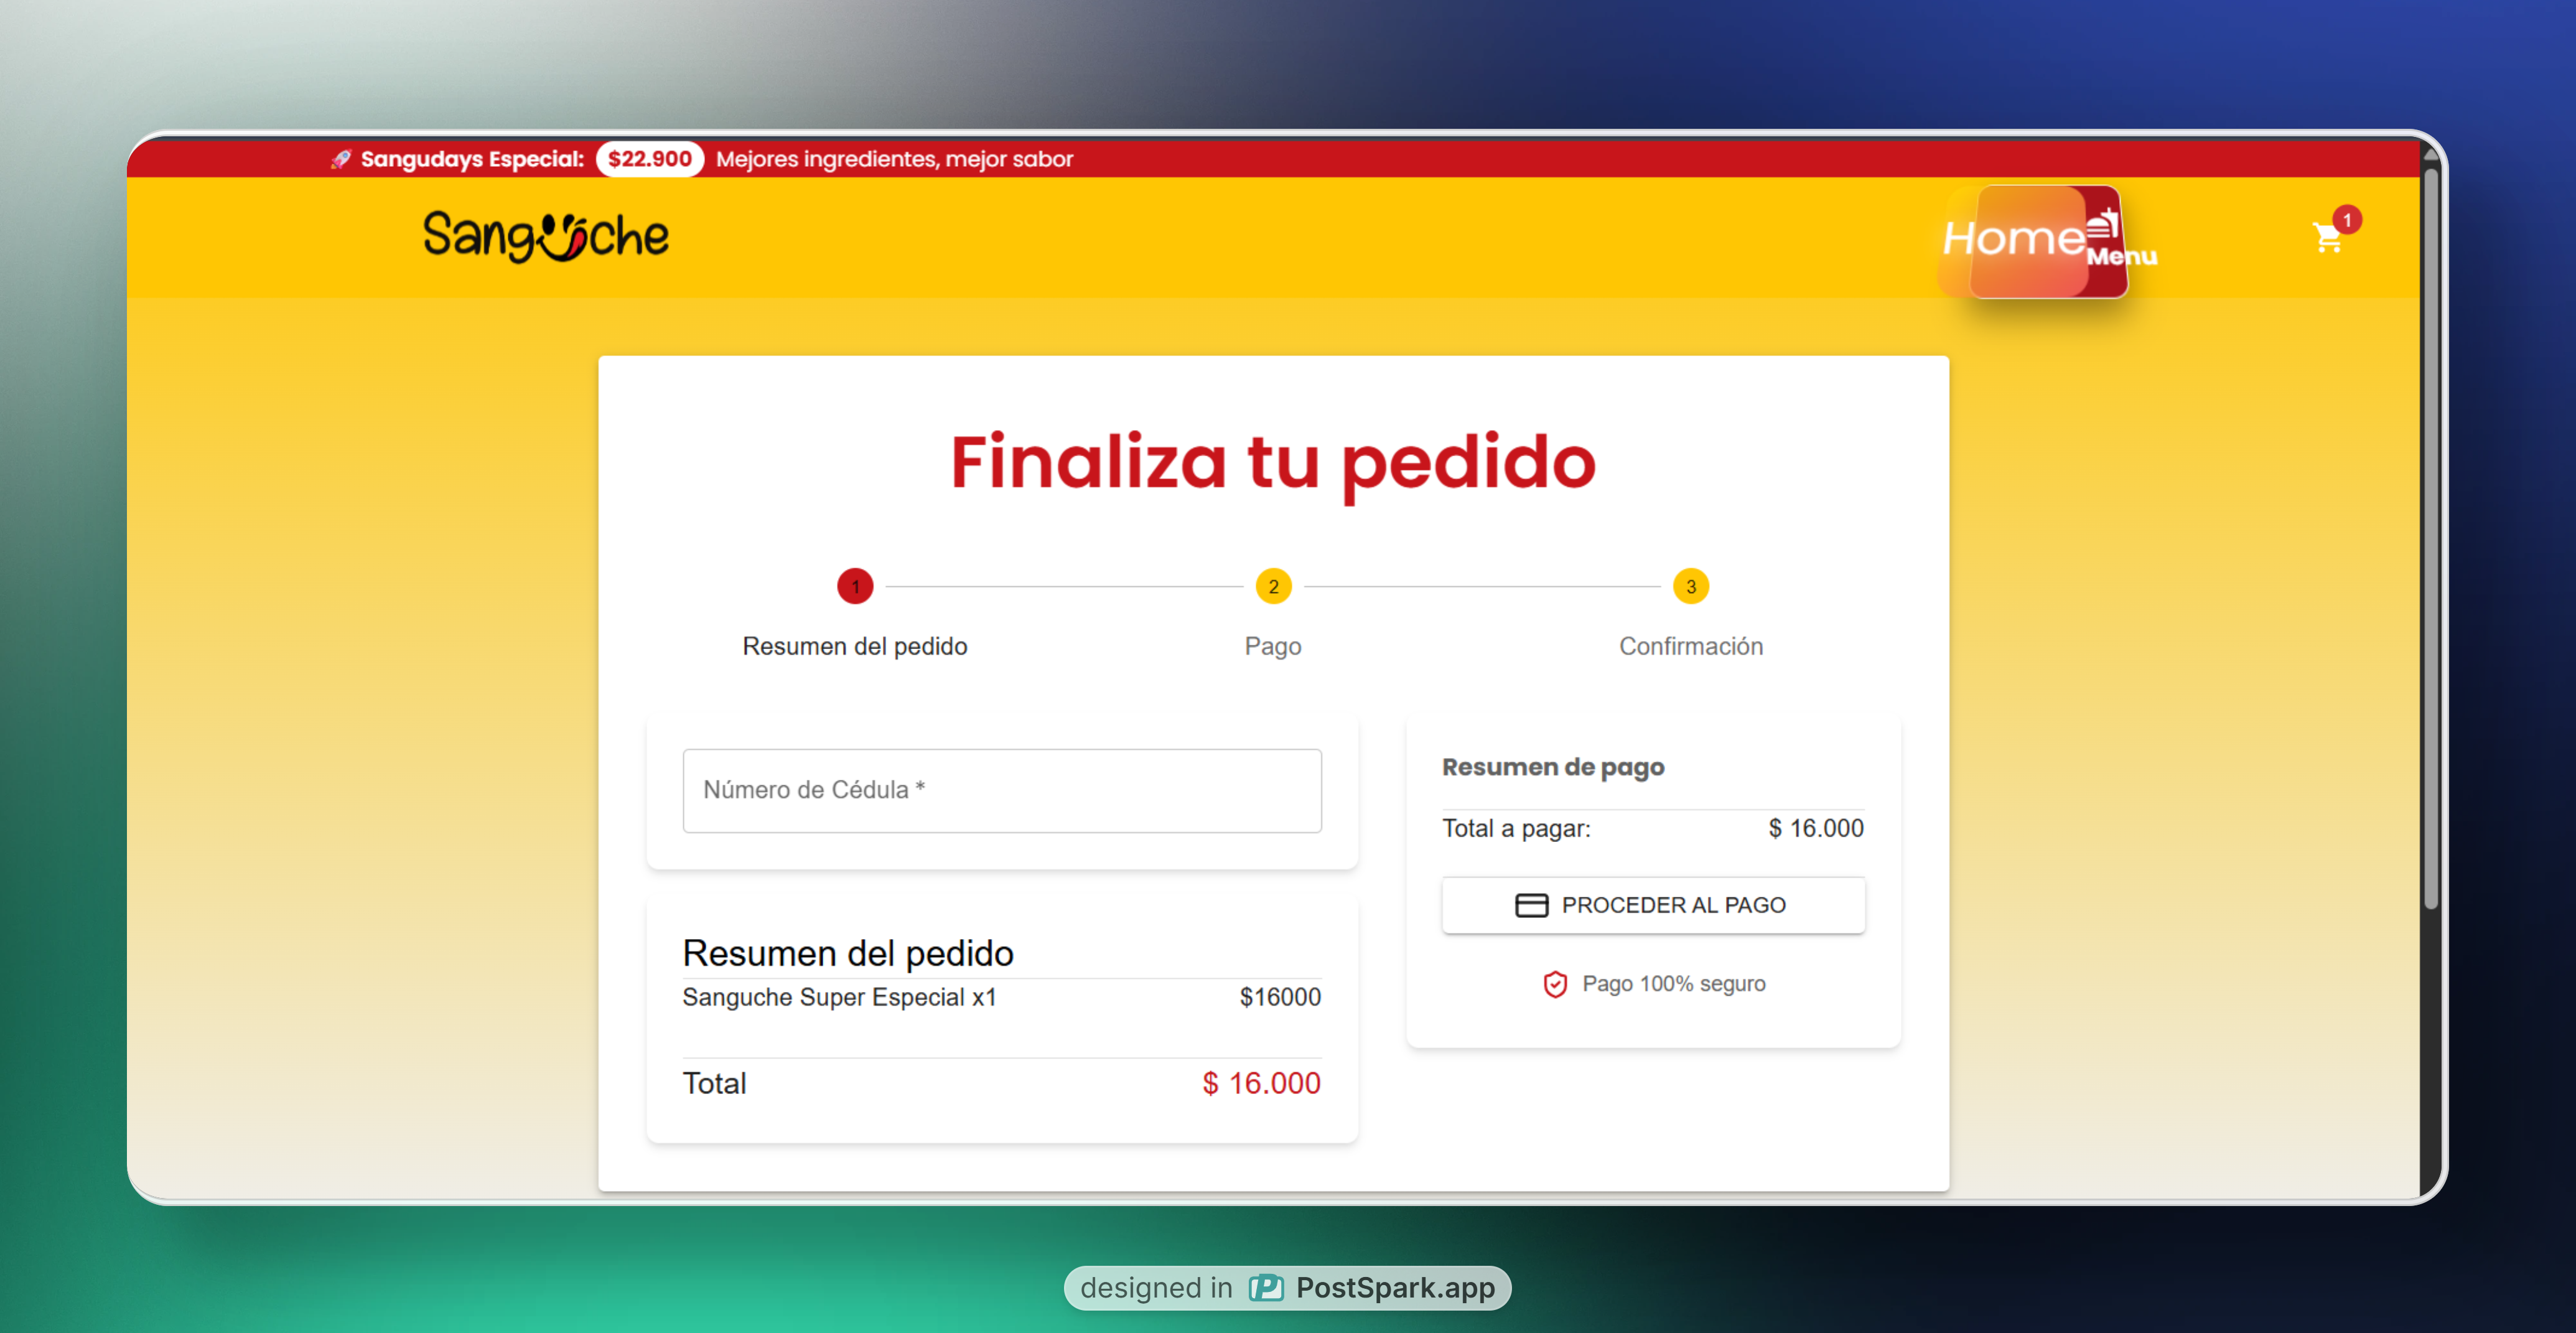 🚀 Sangudays Especial: $22.900 Mejores ingredientes, mejor sabor
Sanguche
Home
Menu
1
Finaliza tu pedido
1 2 3
Resumen del pedido Pago Confirmación
Número de Cédula *
Resumen del pedido
Sanguche Super Especial x1 $16000
Total $ 16.000
Resumen de pago
Total a pagar: $ 16.000
PROCEDER AL PAGO
Pago 100% seguro
designed in PostSpark.app